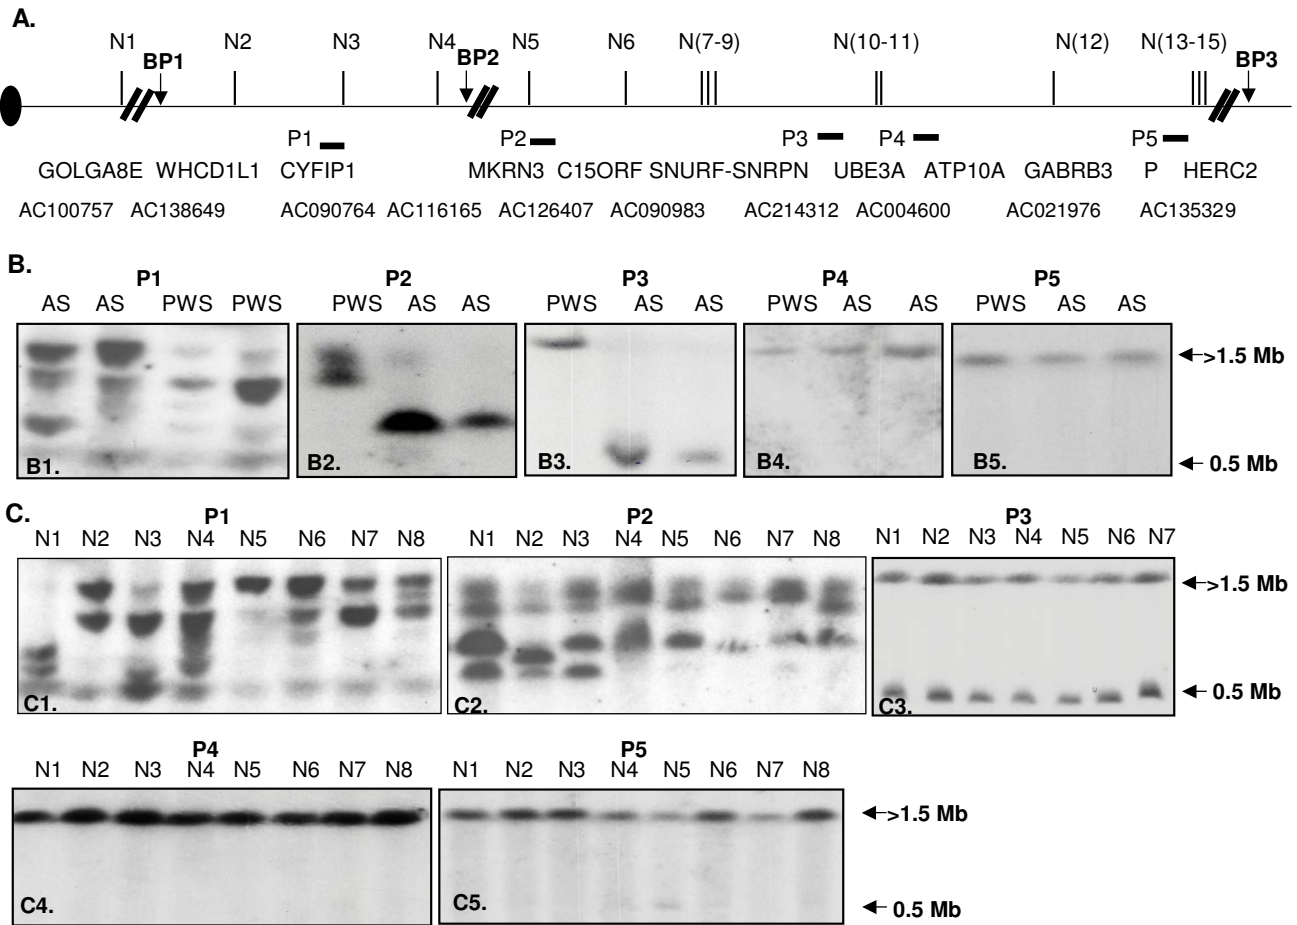 A.
N1 N2 N3 N4 N5 N6 N(7-9) N(10-11) N(12) N(13-15)
BP1 BP2 BP3
P1 P2 P3 P4 P5
GOLGA8E WHCD1L1 CYFIP1 MKRN3 C15ORF SNURF-SNRPN UBE3A ATP10A GABRB3 P HERC2
AC100757 AC138649 AC090764 AC116165 AC126407 AC090983 AC214312 AC004600 AC021976 AC135329
B.
P1 P2 P3 P4 P5
AS AS PWS PWS PWS AS AS PWS AS AS PWS AS AS PWS AS AS
>1.5 Mb
B1. B2. B3. B4. B5.
0.5 Mb
C.
P1 P2 P3
N1 N2 N3 N4 N5 N6 N7 N8 N1 N2 N3 N4 N5 N6 N7 N8 N1 N2 N3 N4 N5 N6 N7
>1.5 Mb
C1. C2. C3.
0.5 Mb
P4 P5
N1 N2 N3 N4 N5 N6 N7 N8 N1 N2 N3 N4 N5 N6 N7 N8
>1.5 Mb
C4. C5.
0.5 Mb